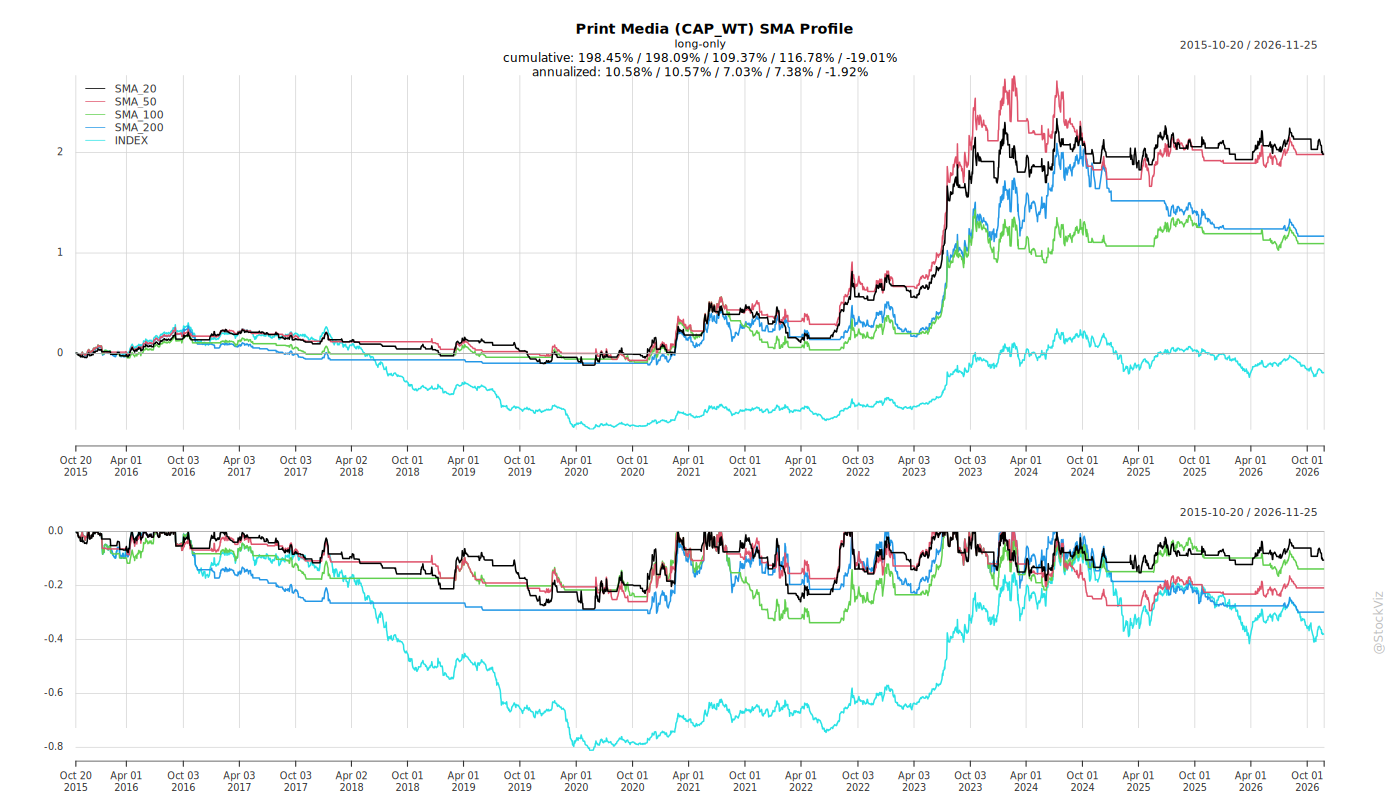 Print Media (CAP_WT) SMA Profile
long-only
2015-10-20 / 2026-11-25
cumulative: 198.45% / 198.09% / 109.37% / 116.78% / -19.01%
annualized: 10.58% / 10.57% / 7.03% / 7.38% / -1.92%
SMA_20
SMA_50
SMA_100
SMA_200
INDEX
2
1
0
Oct 20 Apr 01 Oct 03 Apr 03 Oct 03 Apr 02 Oct 01 Apr 01 Oct 01 Apr 01 Oct 01 Apr 01 Oct 01 Apr 01 Oct 03 Apr 03 Oct 03 Apr 01 Oct 01 Apr 01 Oct 01 Apr 01 Oct 01
2015 2016 2016 2017 2017 2018 2018 2019 2019 2020 2020 2021 2021 2022 2022 2023 2023 2024 2024 2025 2025 2026 2026
2015-10-20 / 2026-11-25
0.0
-0.2
-0.4
-0.6
-0.8
Oct 20 Apr 01 Oct 03 Apr 03 Oct 03 Apr 02 Oct 01 Apr 01 Oct 01 Apr 01 Oct 01 Apr 01 Oct 01 Apr 01 Oct 03 Apr 03 Oct 03 Apr 01 Oct 01 Apr 01 Oct 01 Apr 01 Oct 01
2015 2016 2016 2017 2017 2018 2018 2019 2019 2020 2020 2021 2021 2022 2022 2023 2023 2024 2024 2025 2025 2026 2026
@StockViz